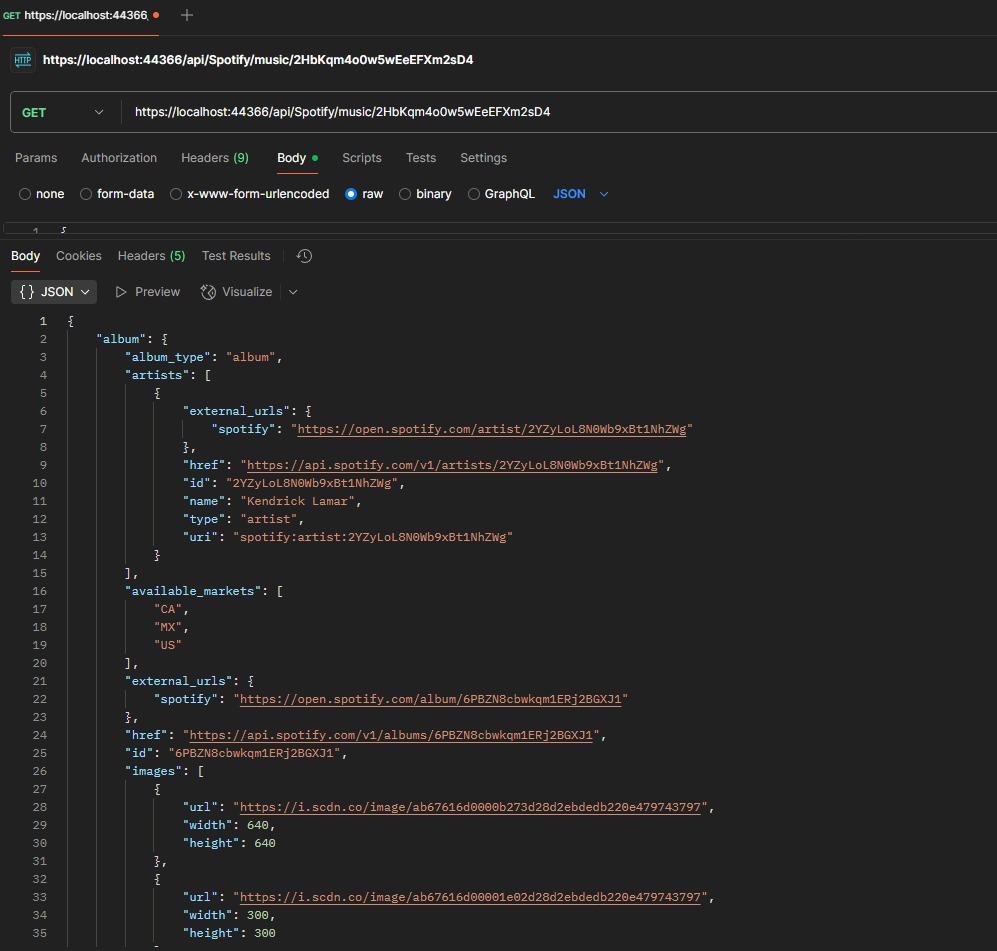 GET https://localhost:44366,
HTTP https://localhost:44366/api/Spotify/music/2HbKqm4o0w5wEeEFXm2sD4
GET https://localhost:44366/api/Spotify/music/2HbKqm4o0w5wEeEFXm2sD4
Params Authorization Headers (9) Body Scripts Tests Settings
none form-data x-www-form-urlencoded raw binary GraphQL JSON
1 {
Body Cookies Headers (5) Test Results
{} JSON Preview Visualize
1 {
2 "album": {
3 "album_type": "album",
4 "artists": [
5 {
6 "external_urls": {
7 "spotify": "https://open.spotify.com/artist/2YZyLoL8N0Wb9xBt1NhZWg"
8 },
9 "href": "https://api.spotify.com/v1/artists/2YZyLoL8N0Wb9xBt1NhZWg",
10 "id": "2YZyLoL8N0Wb9xBt1NhZWg",
11 "name": "Kendrick Lamar",
12 "type": "artist",
13 "uri": "spotify:artist:2YZyLoL8N0Wb9xBt1NhZWg"
14 }
15 ],
16 "available_markets": [
17 "CA",
18 "MX",
19 "US"
20 ],
21 "external_urls": {
22 "spotify": "https://open.spotify.com/album/6PBZN8cbwkqm1ERj2BGXJ1"
23 },
24 "href": "https://api.spotify.com/v1/albums/6PBZN8cbwkqm1ERj2BGXJ1",
25 "id": "6PBZN8cbwkqm1ERj2BGXJ1",
26 "images": [
27 {
28 "url": "https://i.scdn.co/image/ab67616d0000b273d28d2ebdedb220e479743797",
29 "width": 640,
30 "height": 640
31 },
32 {
33 "url": "https://i.scdn.co/image/ab67616d00001e02d28d2ebdedb220e479743797",
34 "width": 300,
35 "height": 300